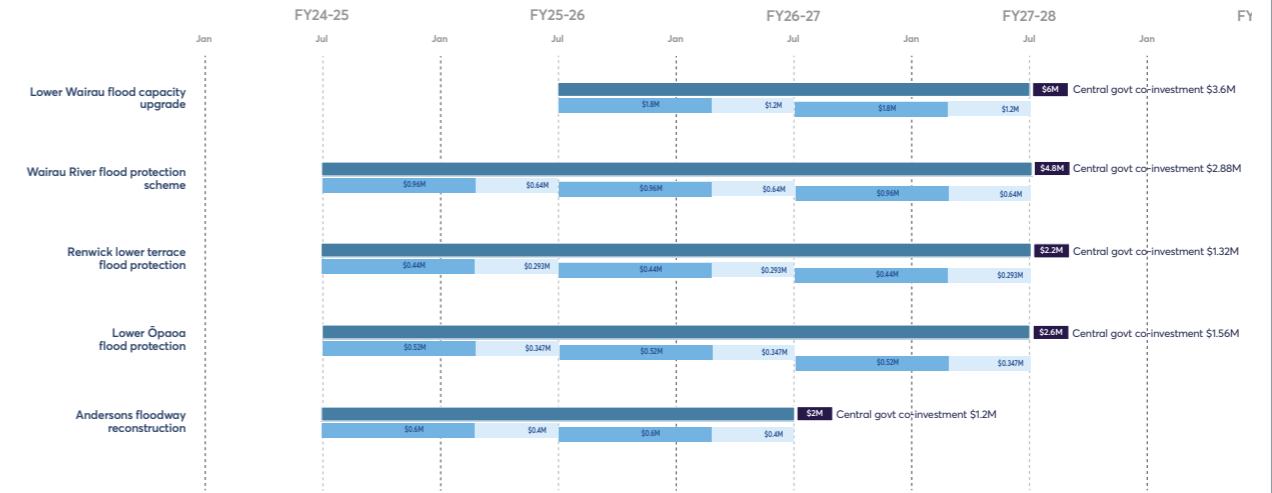 FY24-25 FY25-26 FY26-27 FY27-28 FY
Jan Jul Jan Jul Jan Jul Jan Jul Jan
Lower Wairau flood capacity
upgrade
$6M Central govt co-investment $3.6M
$1.8M $1.2M $1.8M $1.2M
Wairau River flood protection
scheme
$4.8M Central govt co-investment $2.88M
$0.96M $0.64M $0.96M $0.64M $0.96M $0.64M
Renwick lower terrace
flood protection
$2.2M Central govt co-investment $1.32M
$0.44M $0.293M $0.44M $0.293M $0.44M $0.293M
Lower Ōpaoa
flood protection
$2.6M Central govt co-investment $1.56M
$0.52M $0.347M $0.52M $0.347M $0.52M $0.347M
Andersons floodway
reconstruction
$2M Central govt co-investment $1.2M
$0.6M $0.4M $0.6M $0.4M